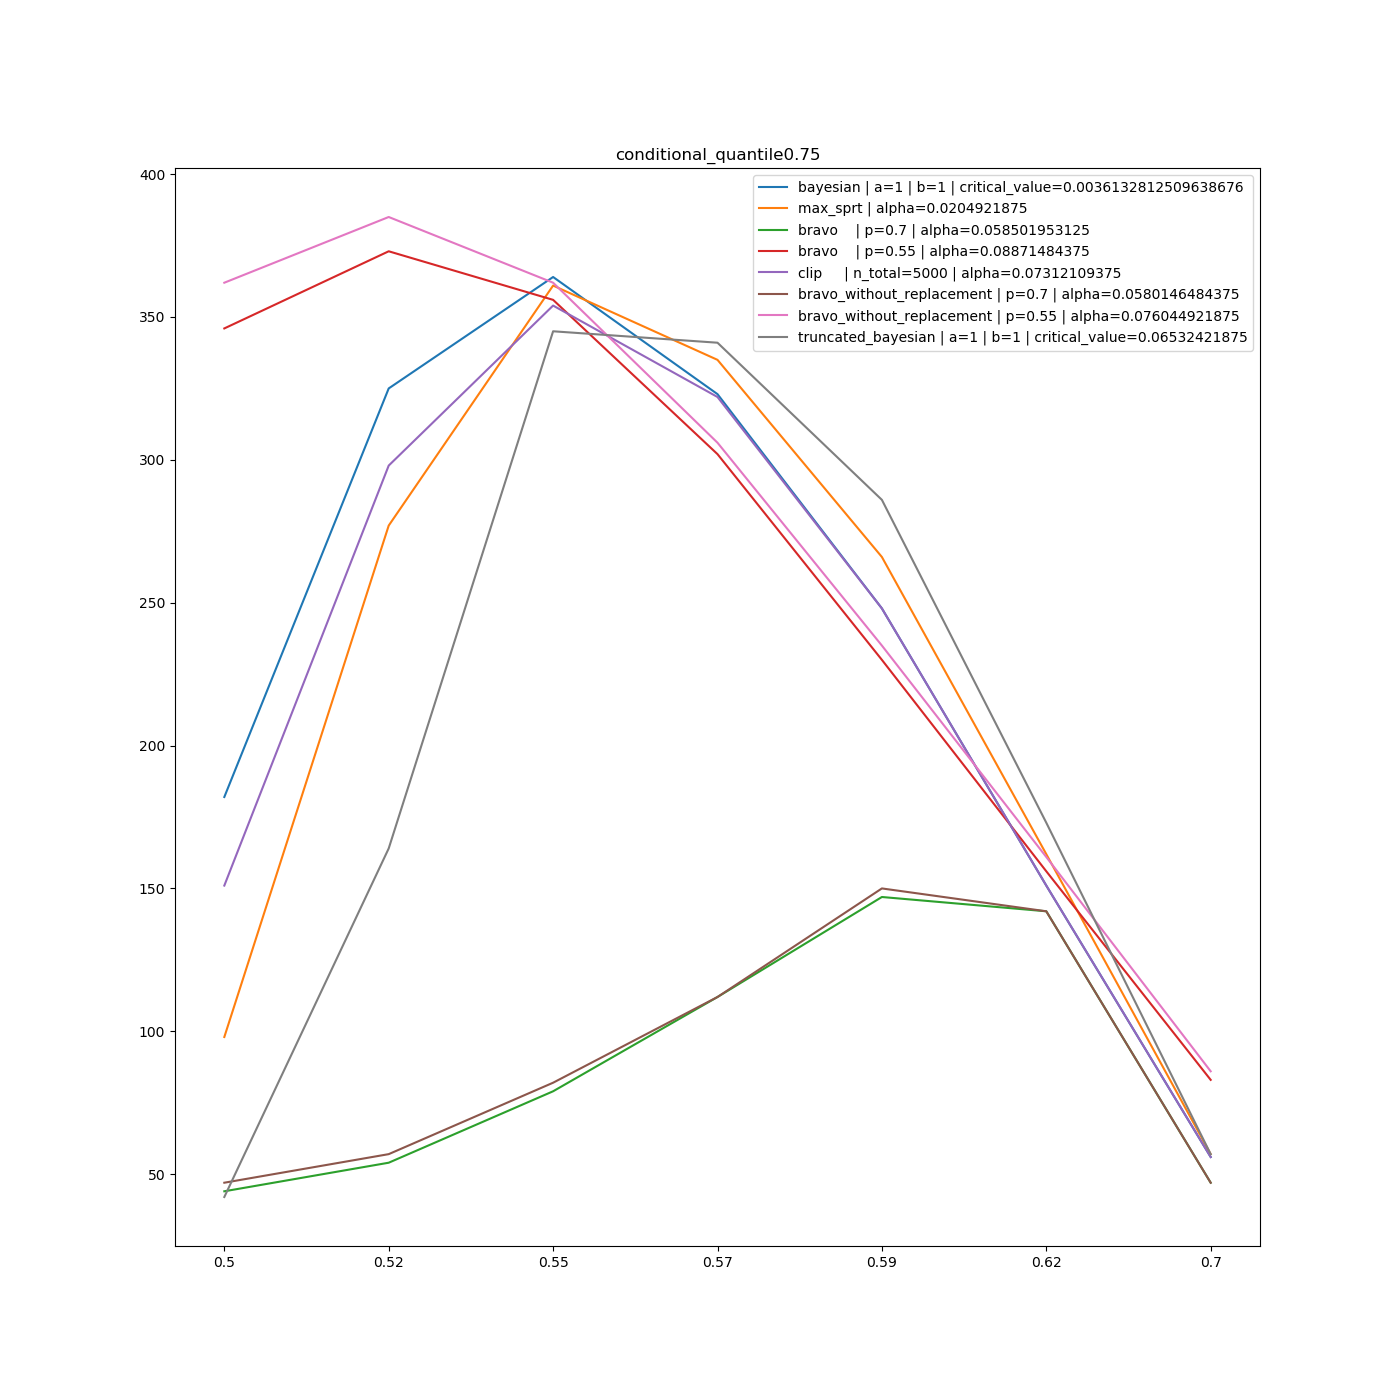 conditional_quantile0.75
400
350
300
250
200
150
100
50
bayesian | a=1 | b=1 | critical_value=0.0036132812509638676
max_sprt | alpha=0.0204921875
bravo | p=0.7 | alpha=0.058501953125
bravo | p=0.55 | alpha=0.08871484375
clip | n_total=5000 | alpha=0.07312109375
bravo_without_replacement | p=0.7 | alpha=0.0580146484375
bravo_without_replacement | p=0.55 | alpha=0.076044921875
truncated_bayesian | a=1 | b=1 | critical_value=0.06532421875
0.5 0.52 0.55 0.57 0.59 0.62 0.7